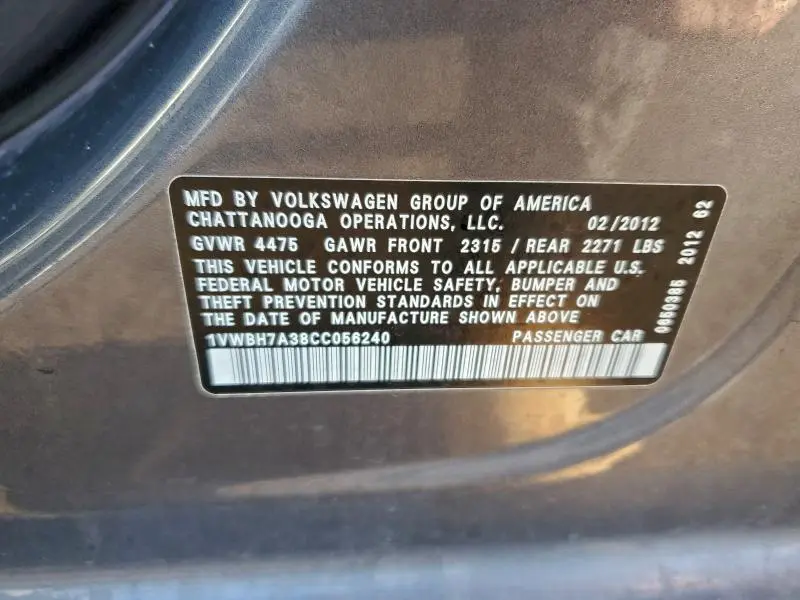 MFD BY VOLKSWAGEN GROUP OF AMERICA
CHATTANOOGA OPERATIONS, LLC. 02/2012
GVWR 4475 GAWR FRONT 2315 / REAR 2271 LBS
THIS VEHICLE CONFORMS TO ALL APPLICABLE U.S.
FEDERAL MOTOR VEHICLE SAFETY, BUMPER AND
THEFT PREVENTION STANDARDS IN EFFECT ON
THE DATE OF MANUFACTURE SHOWN ABOVE
1VWBH7A38CC056240 PASSENGER CAR
0650385 2012 02